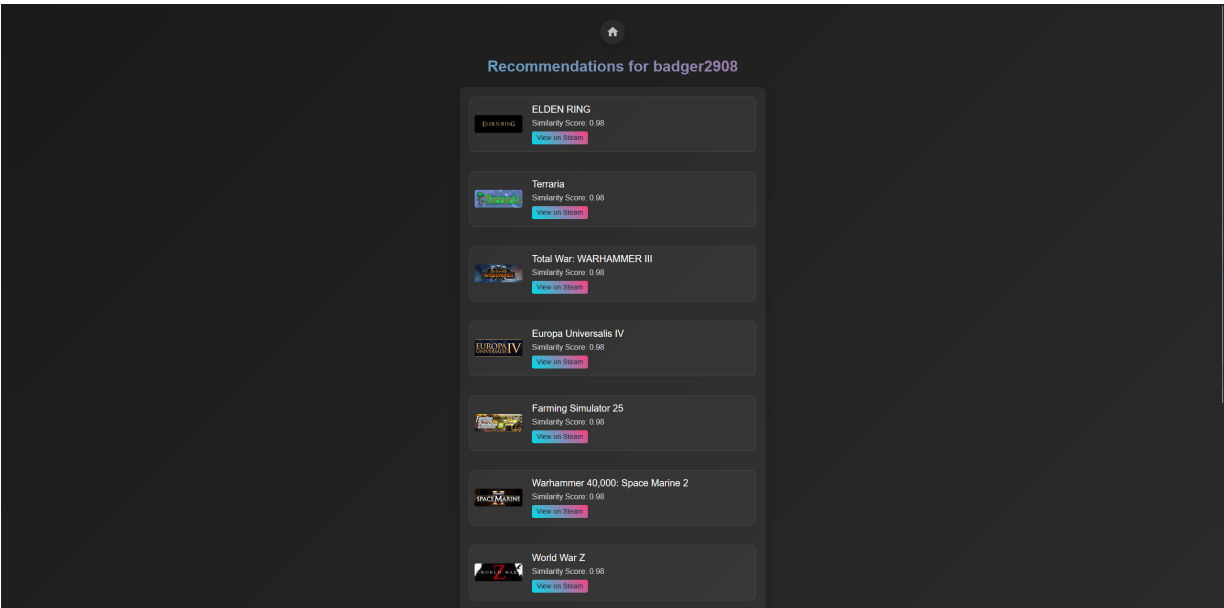 Recommendations for badger2908
ELDEN RING
ELDEN RING
Similarity Score: 0.98
View on Steam
Terraria
Terraria
Similarity Score: 0.98
View on Steam
Total War: WARHAMMER III
Similarity Score: 0.98
View on Steam
EUROPA IV
UNIVERSALIS
Europa Universalis IV
Similarity Score: 0.98
View on Steam
Farming
Simulator
Farming Simulator 25
Similarity Score: 0.98
View on Steam
SPACE MARINE
Warhammer 40,000: Space Marine 2
Similarity Score: 0.98
View on Steam
WORLD WAR
Z
World War Z
Similarity Score: 0.98
View on Steam